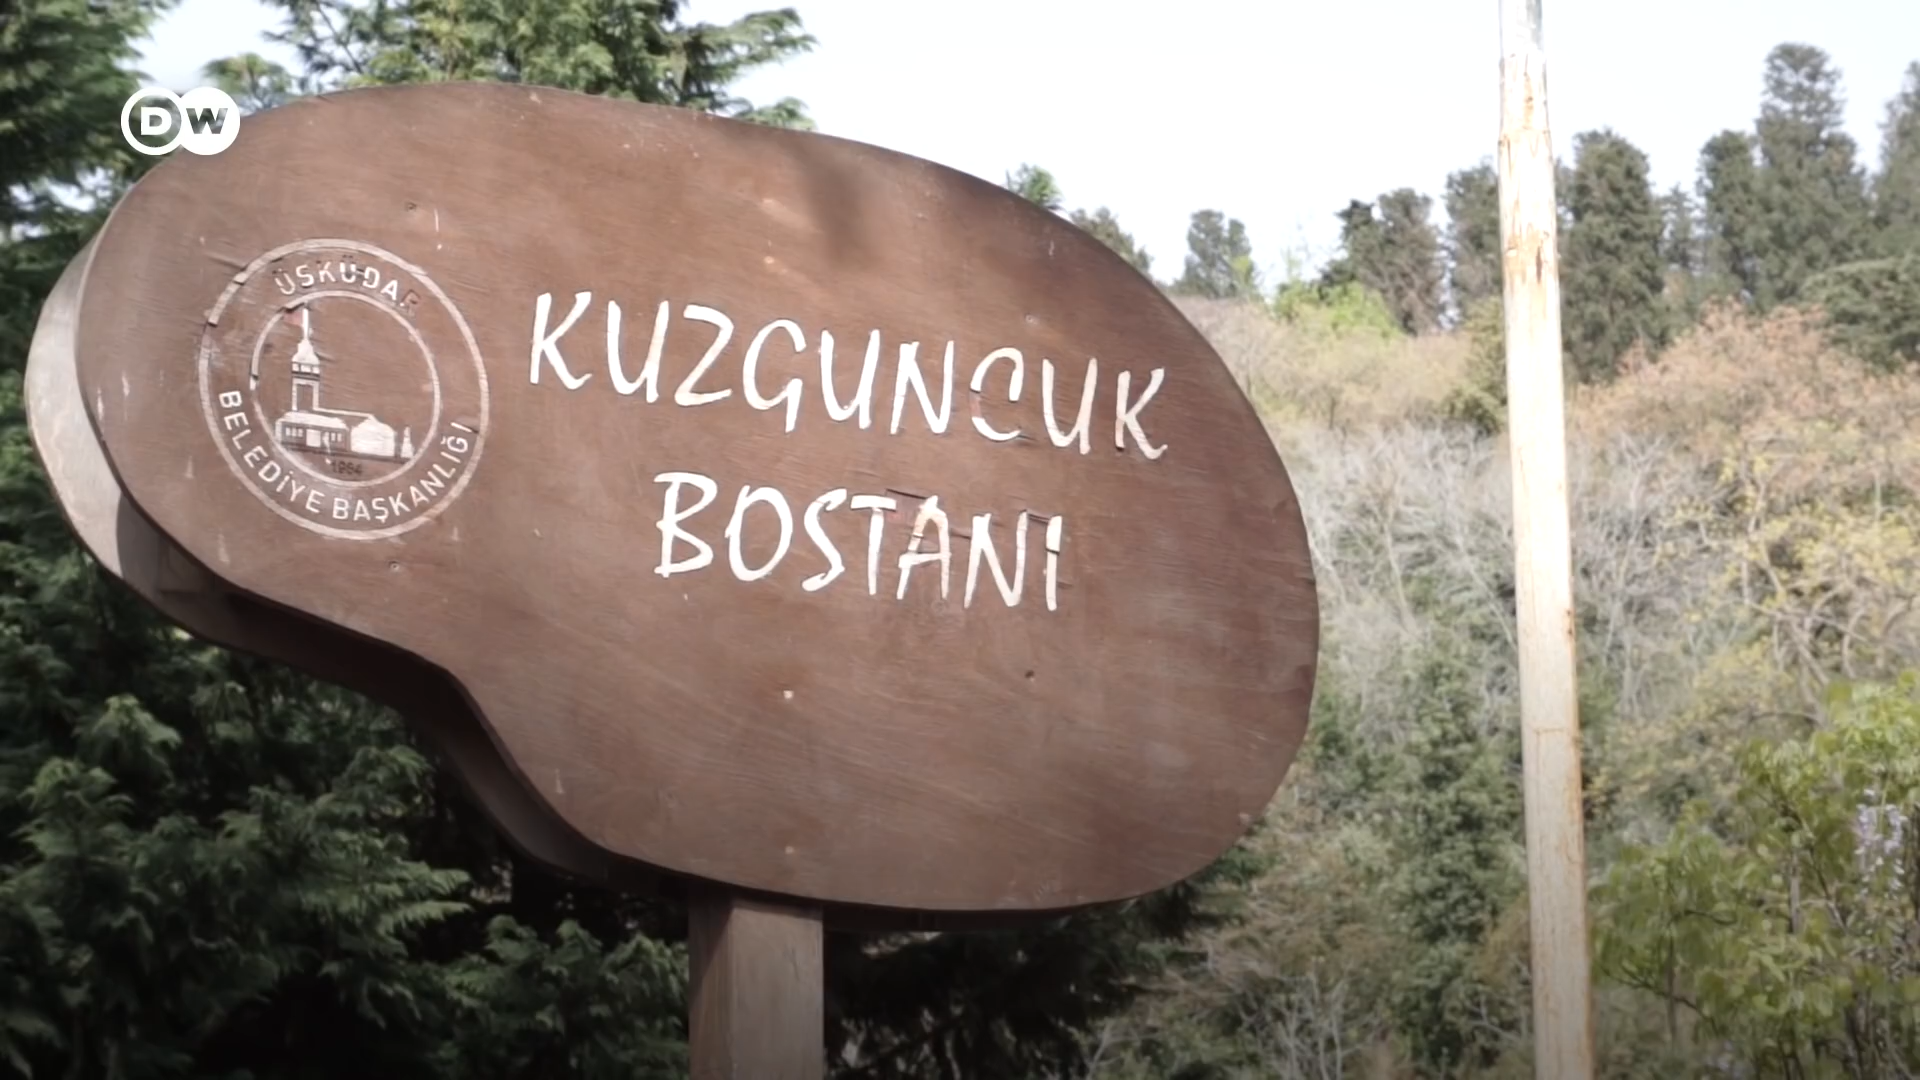 DW
ÜSKÜDAR
BELEDİYE BAŞKANLIĞI
1984
KUZGUNCUK
BOSTANI